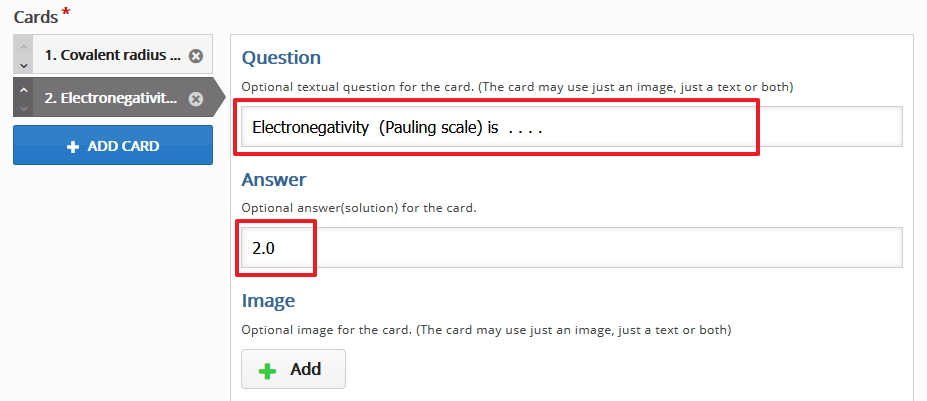 Cards *
1. Covalent radius ...
2. Electronegativit...
ADD CARD
Question
Optional textual question for the card. (The card may use just an image, just a text or both)
Electronegativity (Pauling scale) is . . . .
Answer
Optional answer(solution) for the card.
2.0
Image
Optional image for the card. (The card may use just an image, just a text or both)
Add